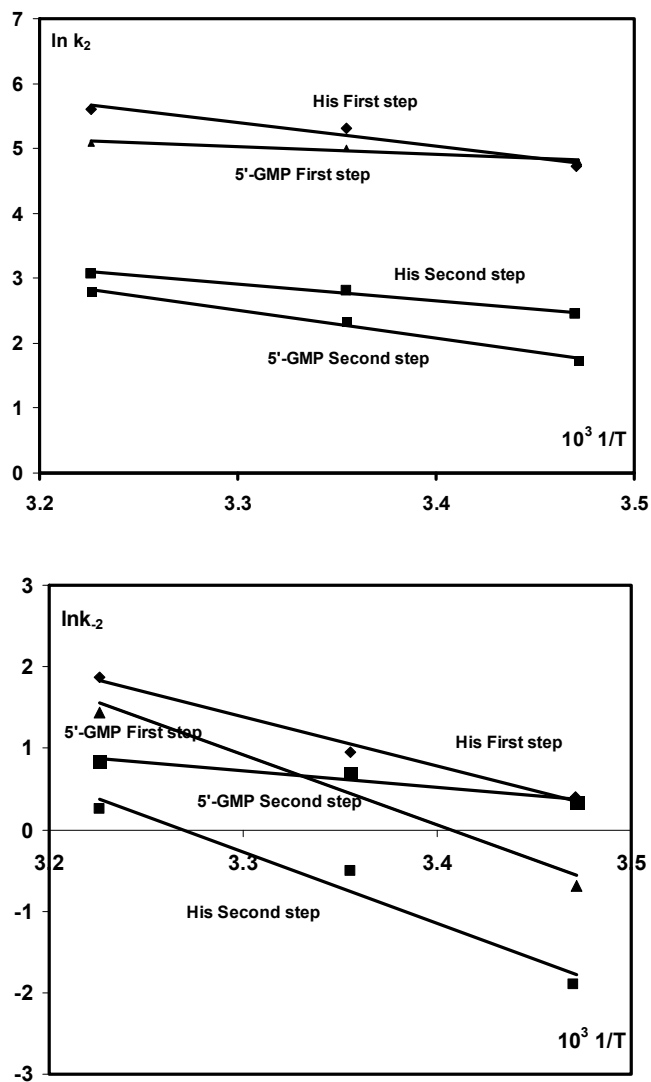 7
ln k₂
6
His First step
5
5'-GMP First step
4
His Second step
3
2
5'-GMP Second step
1
10³ 1/T
0
3.2 3.3 3.4 3.5
3
lnk₋₂
2
5'-GMP First step
His First step
1
5'-GMP Second step
0
3.2 3.3 3.4 3.5
-1
His Second step
-2
10³ 1/T
-3